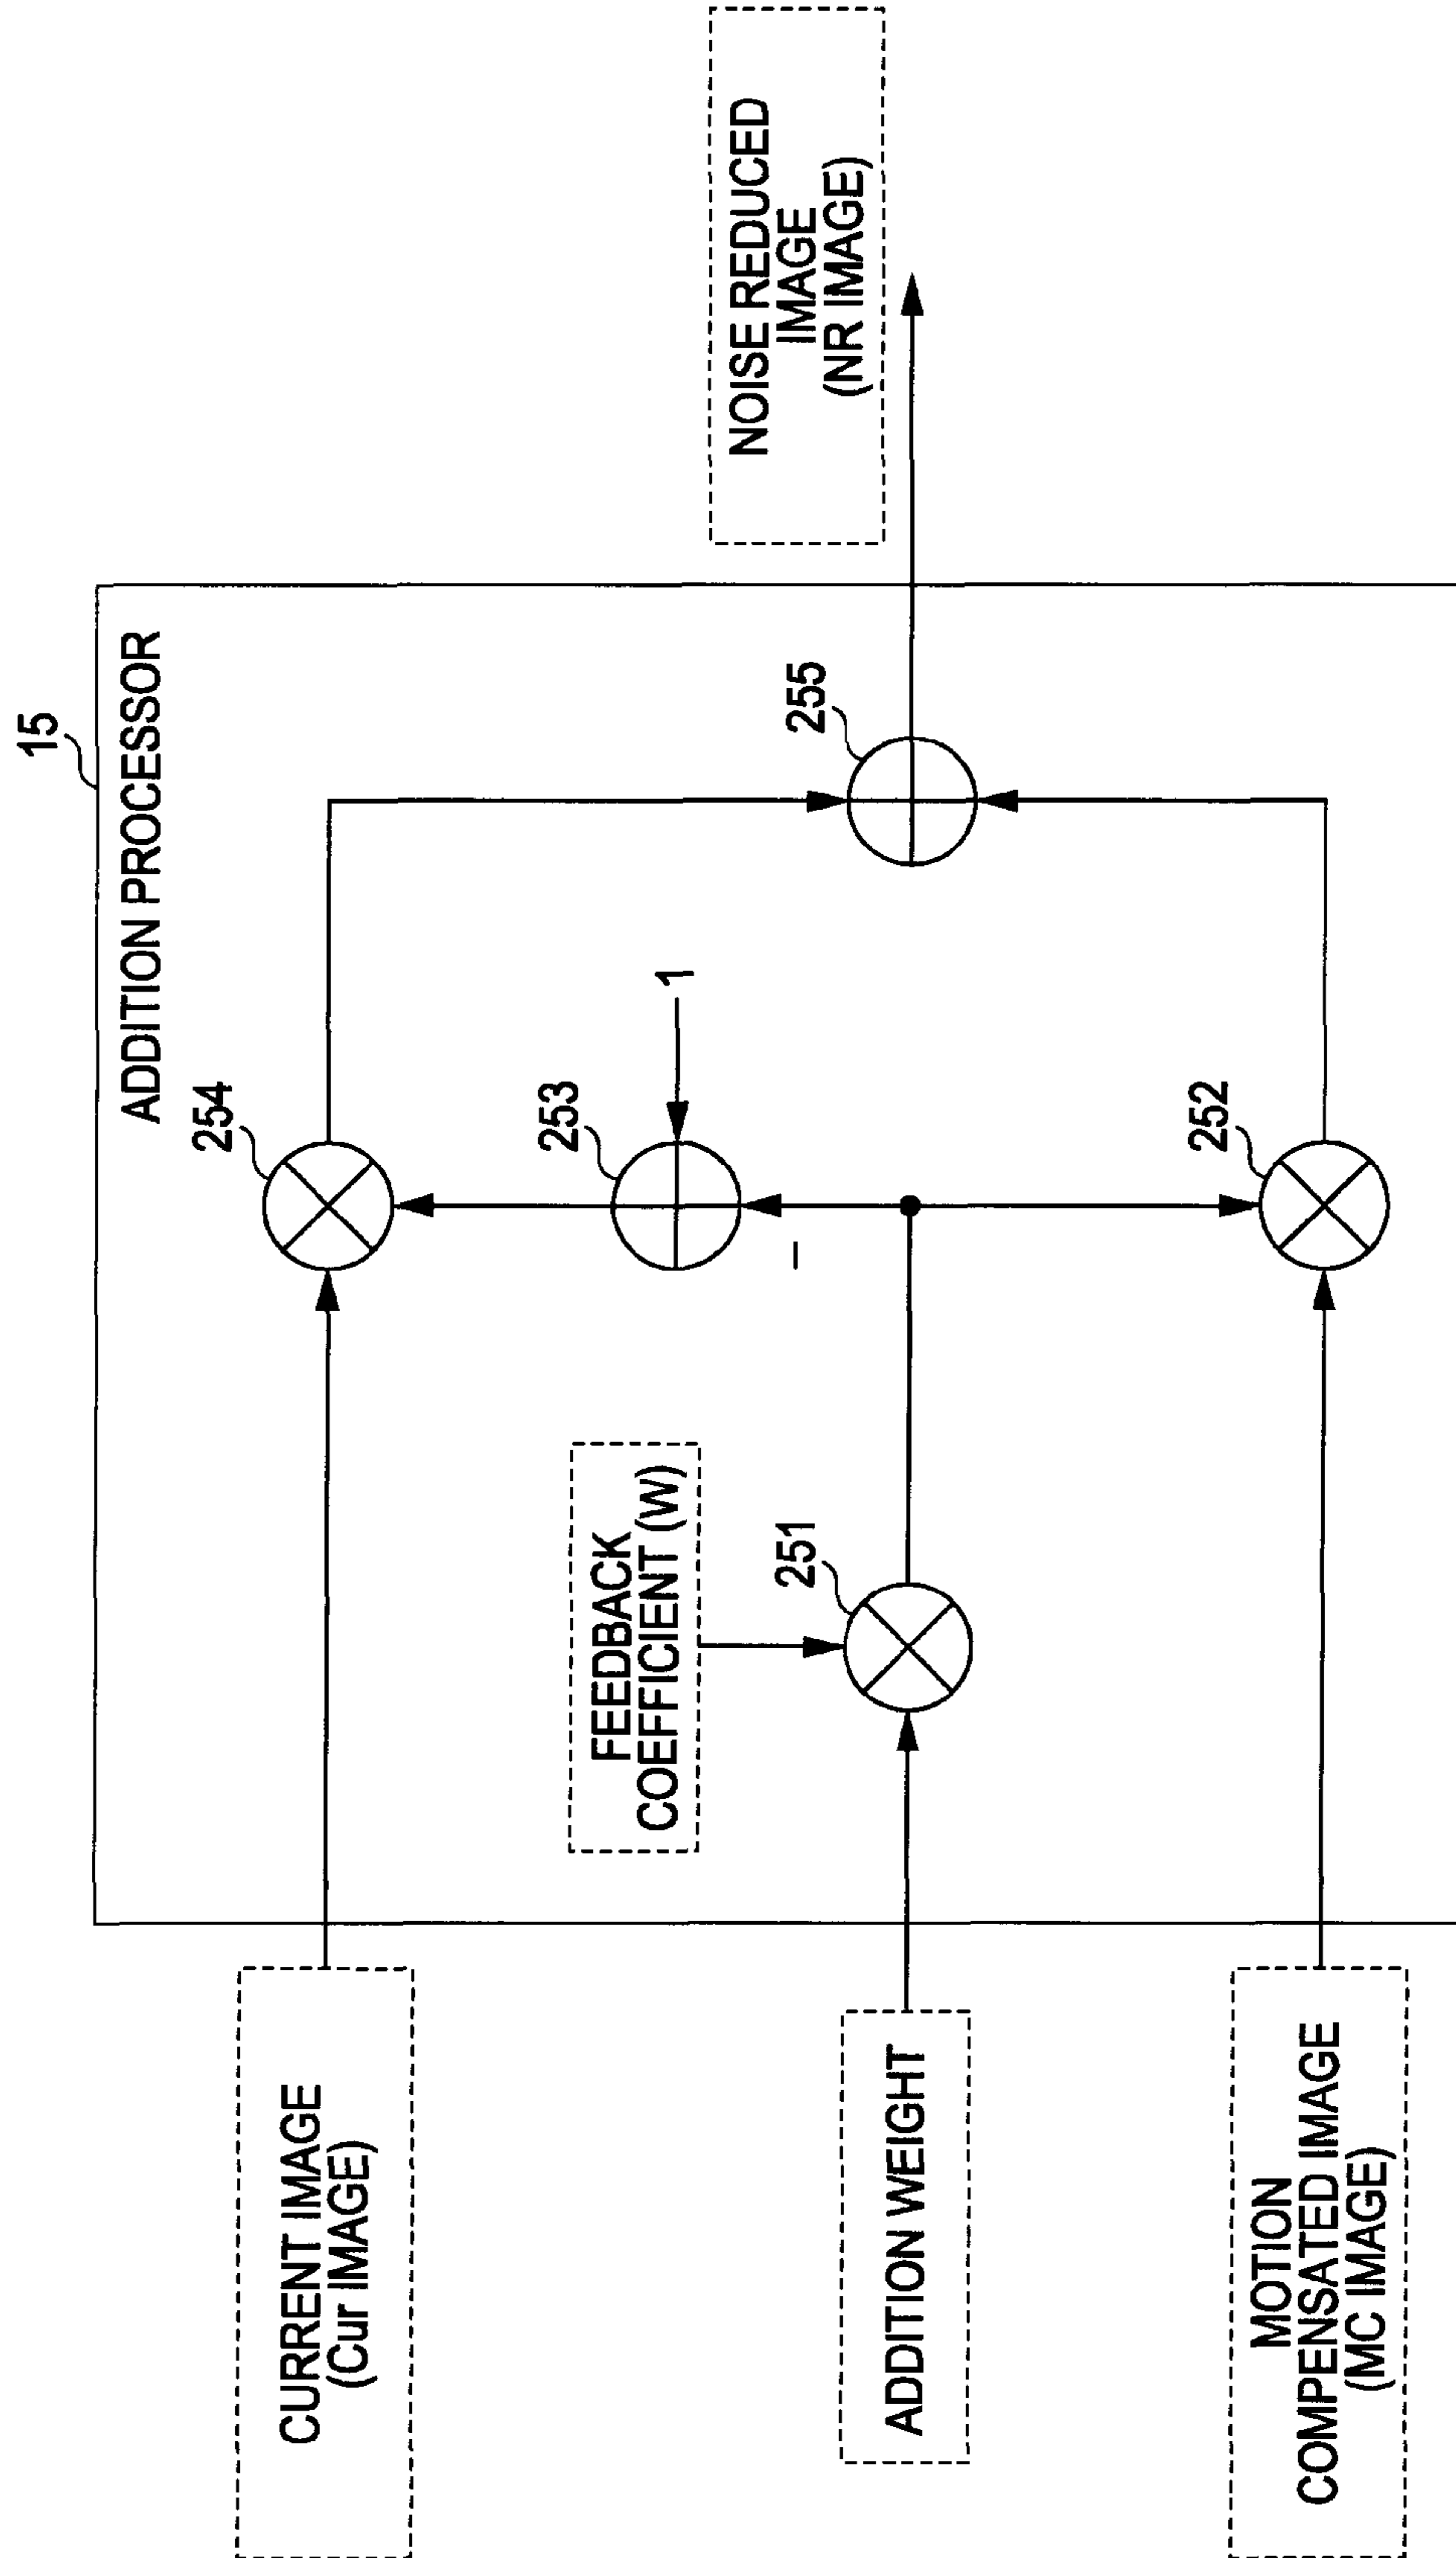 15
ADDITION PROCESSOR
CURRENT IMAGE
(Cur IMAGE)
254
FEEDBACK
COEFFICIENT (W)
253
1
–
ADDITION WEIGHT
251
255
NOISE REDUCED
IMAGE
(NR IMAGE)
MOTION
COMPENSATED IMAGE
(MC IMAGE)
252